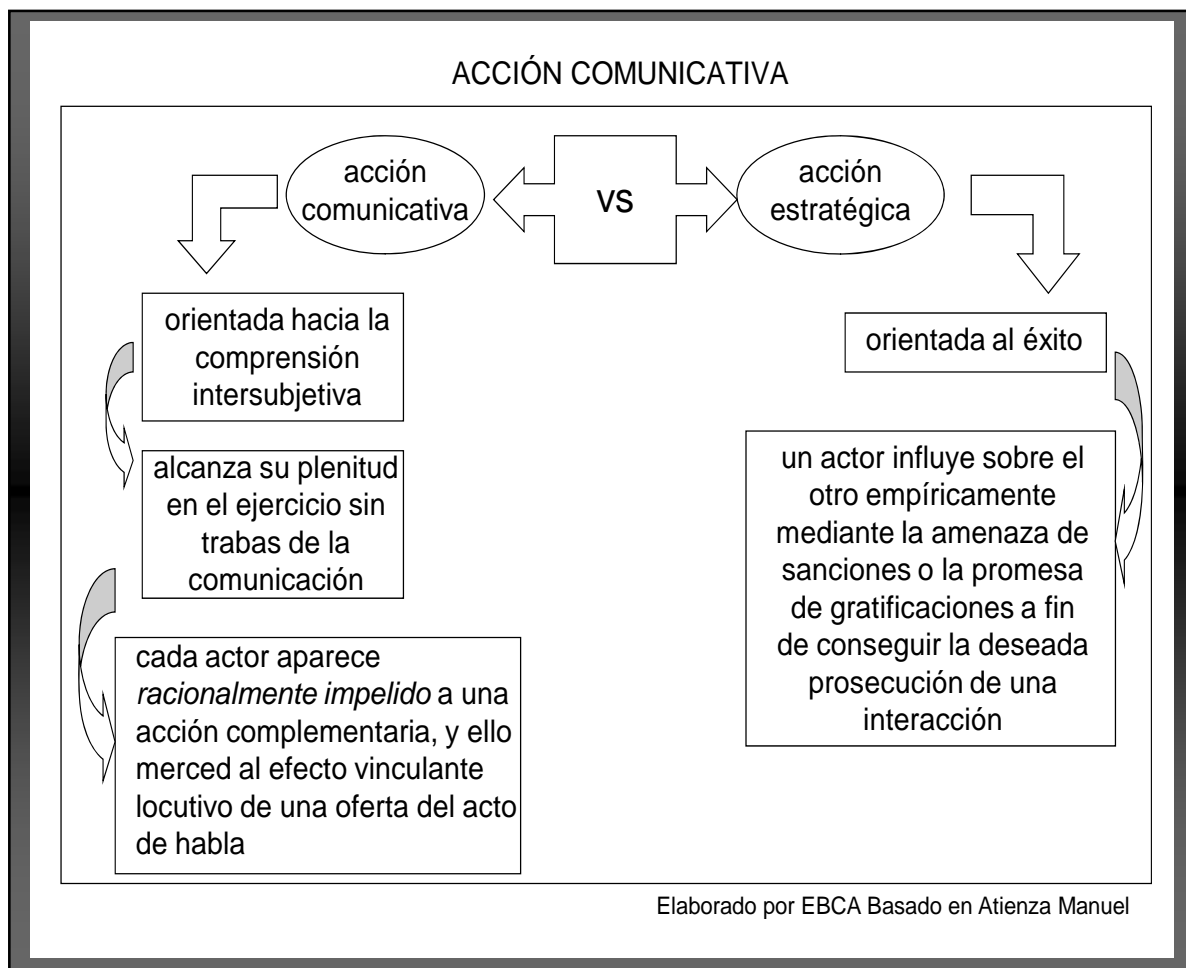 ACCIÓN COMUNICATIVA
acción
comunicativa
vs
acción
estratégica
orientada hacia la
comprensión
intersubjetiva
alcanza su plenitud
en el ejercicio sin
trabas de la
comunicación
cada actor aparece
racionalmente impelido a una
acción complementaria, y ello
merced al efecto vinculante
locutivo de una oferta del acto
de habla
orientada al éxito
un actor influye sobre el
otro empíricamente
mediante la amenaza de
sanciones o la promesa
de gratificaciones a fin
de conseguir la deseada
prosecución de una
interacción
Elaborado por EBCA Basado en Atienza Manuel